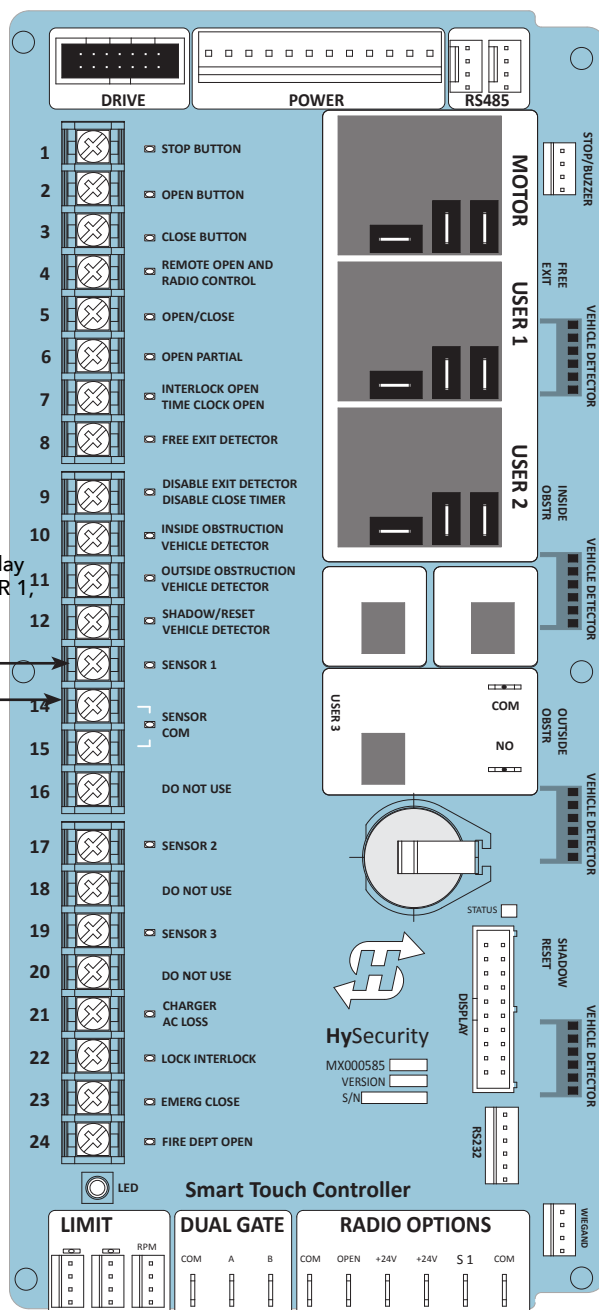 DRIVE
POWER
RS485
1 STOP BUTTON
2 OPEN BUTTON
3 CLOSE BUTTON
4 REMOTE OPEN AND
RADIO CONTROL
5 OPEN/CLOSE
6 OPEN PARTIAL
7 INTERLOCK OPEN
TIME CLOCK OPEN
8 FREE EXIT DETECTOR
9 DISABLE EXIT DETECTOR
DISABLE CLOSE TIMER
10 INSIDE OBSTRUCTION
VEHICLE DETECTOR
lay
R 1,
11 OUTSIDE OBSTRUCTION
VEHICLE DETECTOR
12 SHADOW/RESET
VEHICLE DETECTOR
SENSOR 1
14
SENSOR
COM
15
16 DO NOT USE
17 SENSOR 2
18 DO NOT USE
19 SENSOR 3
20 DO NOT USE
21 CHARGER
AC LOSS
22 LOCK INTERLOCK
23 EMERG CLOSE
24 FIRE DEPT OPEN
LED
MOTOR
USER 1
USER 2
USER 3
COM
NO
STOP/BUZZER
FREE
EXIT
VEHICLE DETECTOR
INSIDE
OBSTR
VEHICLE DETECTOR
OUTSIDE
OBSTR
VEHICLE DETECTOR
STATUS
SHADOW
RESET
VEHICLE DETECTOR
DISPLAY
HySecurity
MX000585
VERSION
S/N
RS232
WIEGAND
Smart Touch Controller
LIMIT
RPM
DUAL GATE
COM A B
RADIO OPTIONS
COM OPEN +24V +24V S 1 COM